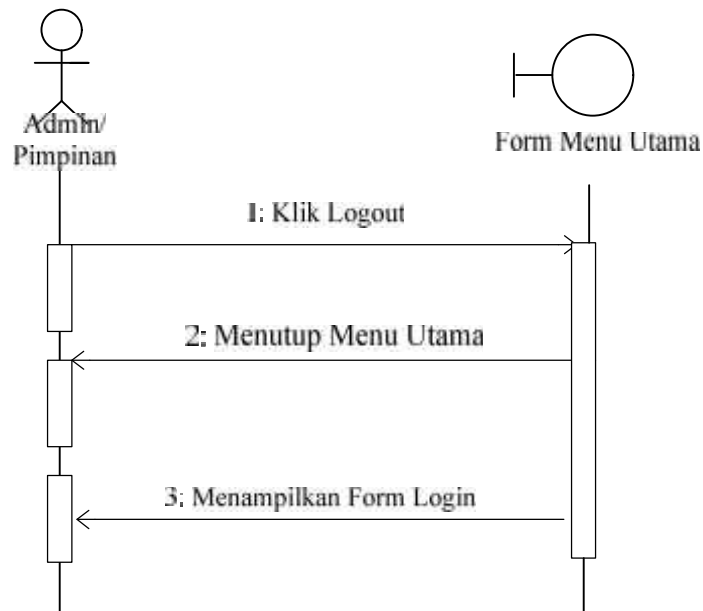 Admin/
Pimpinan
Form Menu Utama
1: Klik Logout
2: Menutup Menu Utama
3: Menampilkan Form Login